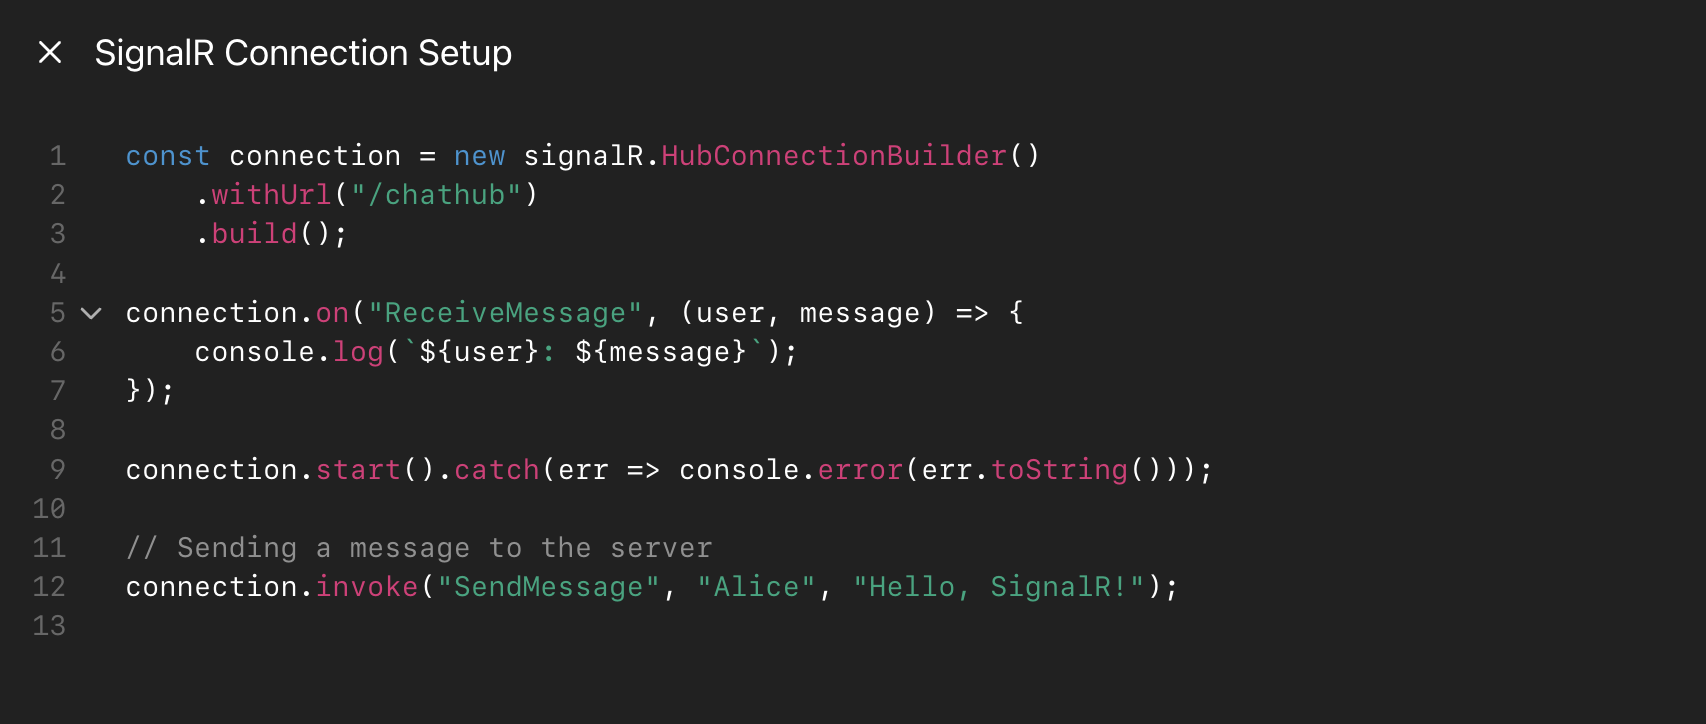 SignalR Connection Setup
1 const connection = new signalR.HubConnectionBuilder()
2     .withUrl("/chathub")
3     .build();
4
5 connection.on("ReceiveMessage", (user, message) => {
6     console.log(`${user}: ${message}`);
7 });
8
9 connection.start().catch(err => console.error(err.toString()));
10
11 // Sending a message to the server
12 connection.invoke("SendMessage", "Alice", "Hello, SignalR!");
13